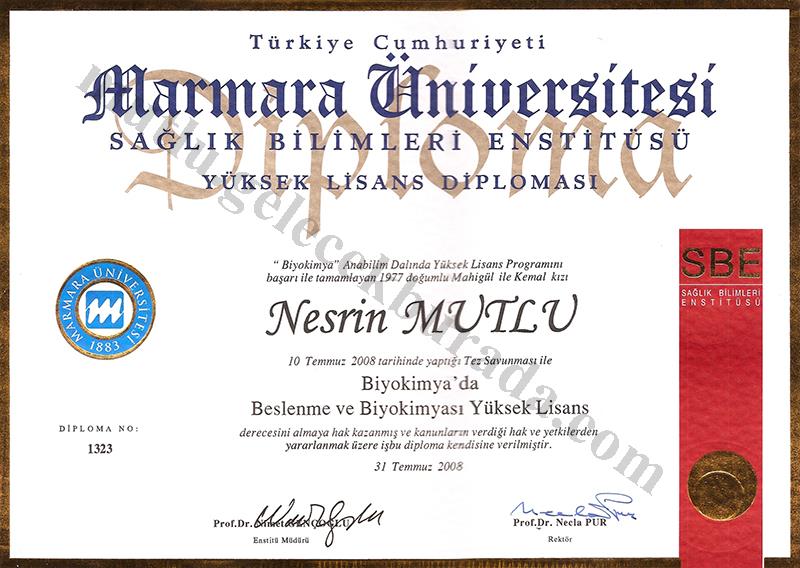 Türkiye Cumhuriyeti
Diploma
Marmara Üniversitesi
SAĞLIK BİLİMLERİ ENSTİTÜSÜ
YÜKSEK LİSANS DİPLOMASI
" Biyokimya" Anabilim Dalında Yüksek Lisans Programını
başarı ile tamamlayan 1977 doğumlu Mahigül ile Kemal kızı
Nesrin MUTLU
10 Temmuz 2008 tarihinde yaptığı Tez Savunması ile
Biyokimya'da
Beslenme ve Biyokimyası Yüksek Lisans
derecesini almaya hak kazanmış ve kanunların verdiği hak ve yetkilerden
yararlanmak üzere işbu diploma kendisine verilmiştir.
31 Temmuz 2008
MARMARA ÜNİVERSİTESİ
1883
DİPLOMA NO:
1323
SBE
SAĞLIK BİLİMLERİ
ENSTİTÜSÜ
Prof.Dr.
Enstitü Müdürü
Prof.Dr. Necla PUR
Rektör
mutlugelecekburada.com